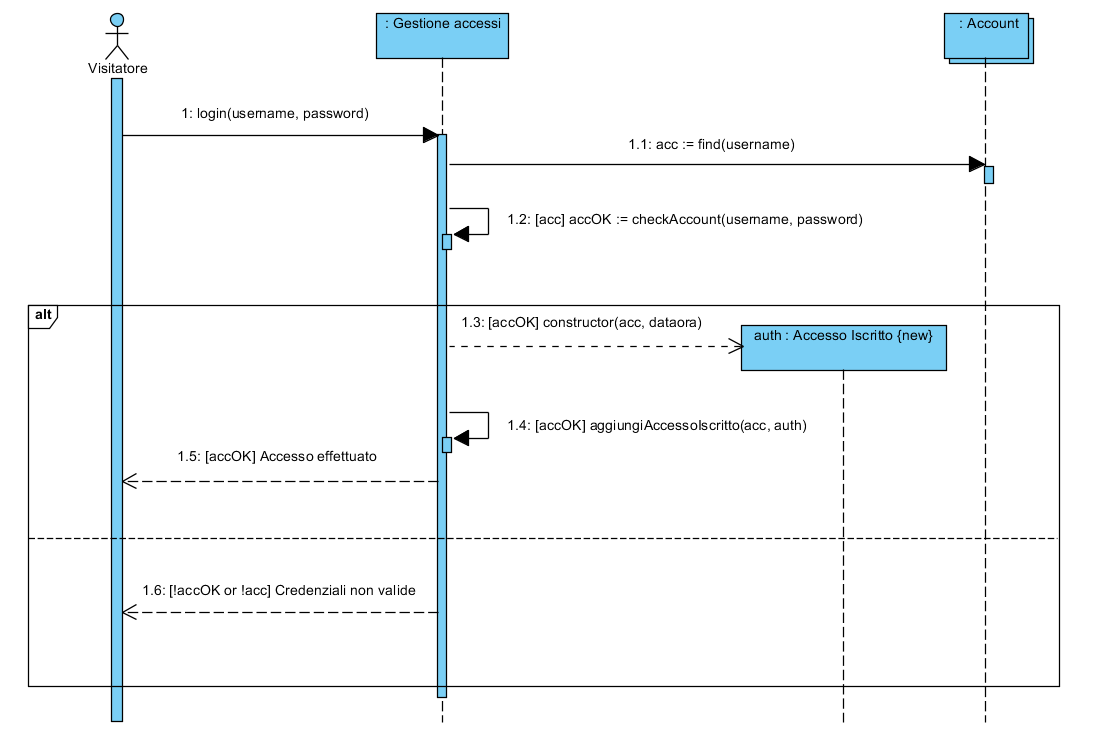 : Gestione accessi
: Account
Visitatore
1: login(username, password)
1.1: acc := find(username)
1.2: [acc] accOK := checkAccount(username, password)
alt
1.3: [accOK] constructor(acc, dataora)
auth : Accesso Iscritto {new}
1.4: [accOK] aggiungiAccessoIscritto(acc, auth)
1.5: [accOK] Accesso effettuato
1.6: [!accOK or !acc] Credenziali non valide